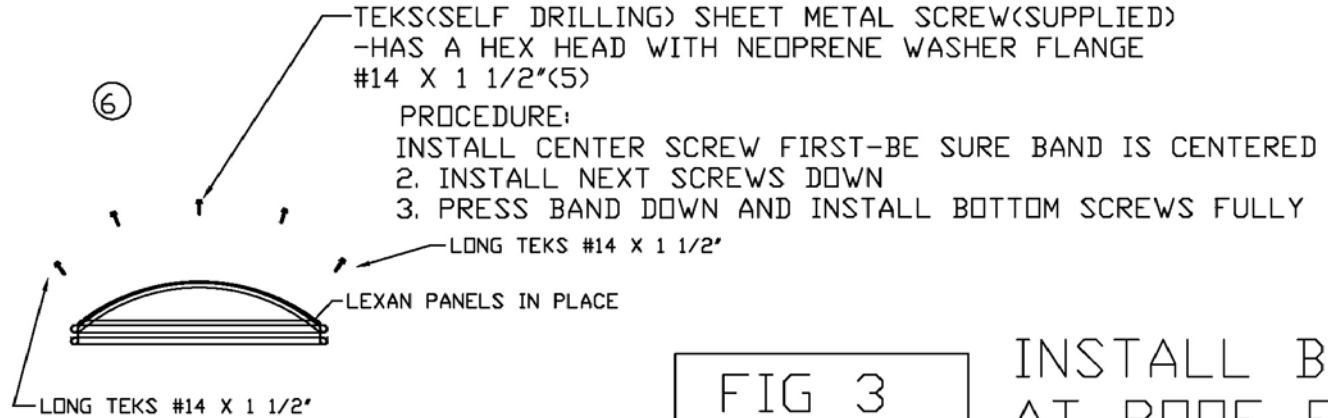 TEKS(SELF DRILLING) SHEET METAL SCREW(SUPPLIED)
-HAS A HEX HEAD WITH NEOPRENE WASHER FLANGE
#14 X 1 1/2"(5)
6
PROCEDURE:
INSTALL CENTER SCREW FIRST-BE SURE BAND IS CENTERED
2. INSTALL NEXT SCREWS DOWN
3. PRESS BAND DOWN AND INSTALL BOTTOM SCREWS FULLY
LONG TEKS #14 X 1 1/2"
LEXAN PANELS IN PLACE
LONG TEKS #14 X 1 1/2"
FIG 3
INSTALL B
AT